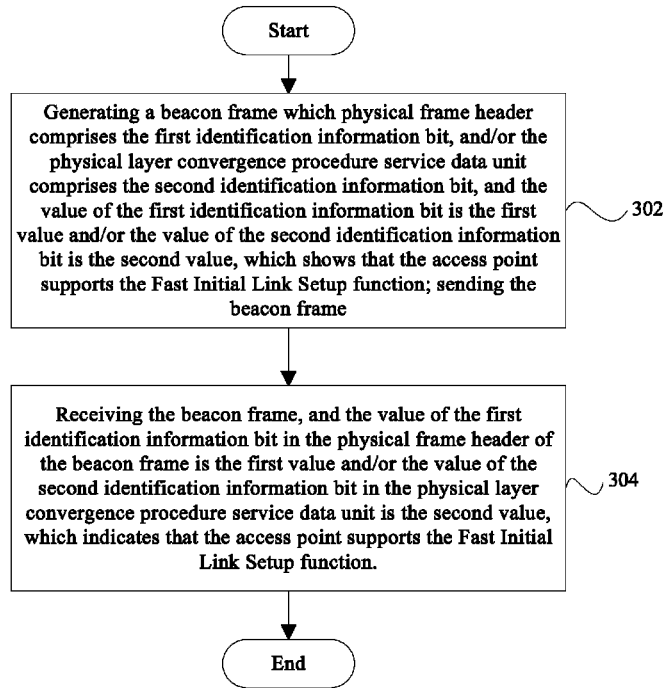 Start
Generating a beacon frame which physical frame header
comprises the first identification information bit, and/or the
physical layer convergence procedure service data unit
comprises the second identification information bit, and the
value of the first identification information bit is the first
value and/or the value of the second identification information
bit is the second value, which shows that the access point
supports the Fast Initial Link Setup function; sending the
beacon frame
302
Receiving the beacon frame, and the value of the first
identification information bit in the physical frame header of
the beacon frame is the first value and/or the value of the
second identification information bit in the physical layer
convergence procedure service data unit is the second value,
which indicates that the access point supports the Fast Initial
Link Setup function.
304
End